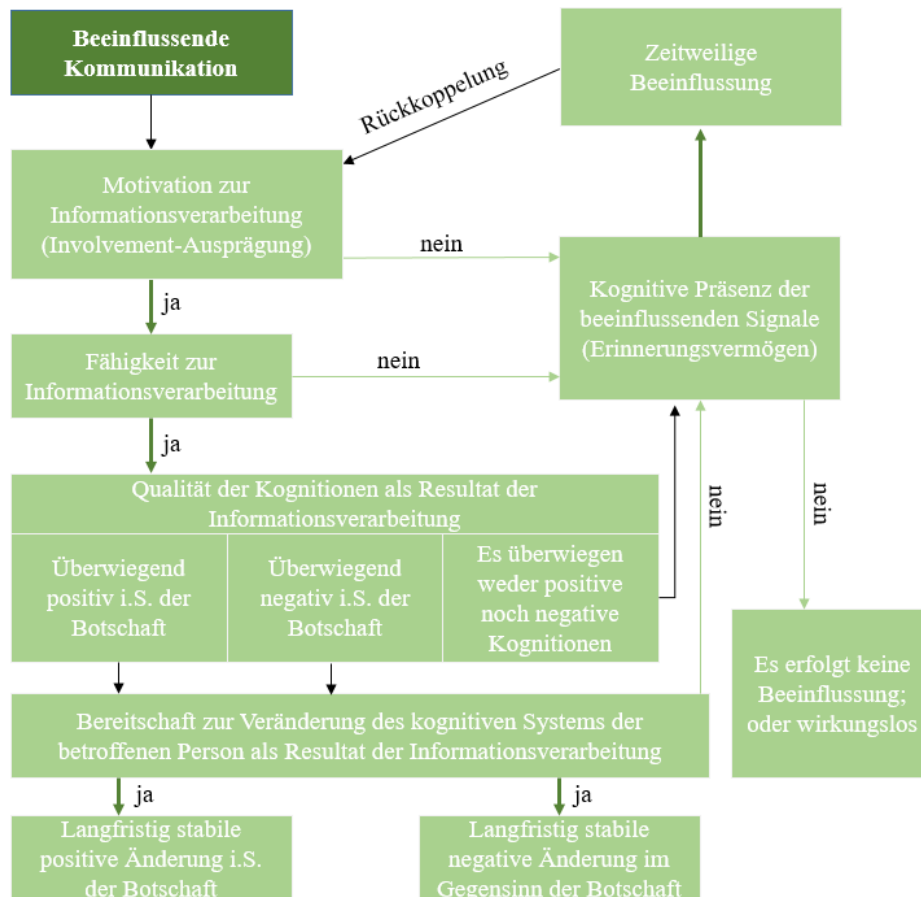 Beeinflussende
Kommunikation
Zeitweilige
Beeinflussung
Rückkoppelung
Motivation zur
Informationsverarbeitung
(Involvement-Ausprägung)
nein
Kognitive Präsenz der
beeinflussenden Signale
(Erinnerungsvermögen)
ja
Fähigkeit zur
Informationsverarbeitung
nein
ja
Qualität der Kognitionen als Resultat der
Informationsverarbeitung
Überwiegend
positiv i.S. der
Botschaft
Überwiegend
negativ i.S. der
Botschaft
Es überwiegen
weder positive
noch negative
Kognitionen
nein
nein
Es erfolgt keine
Beeinflussung;
oder wirkungslos
Bereitschaft zur Veränderung des kognitiven Systems der
betroffenen Person als Resultat der Informationsverarbeitung
ja
ja
Langfristig stabile
positive Änderung i.S.
der Botschaft
Langfristig stabile
negative Änderung im
Gegensinn der Botschaft